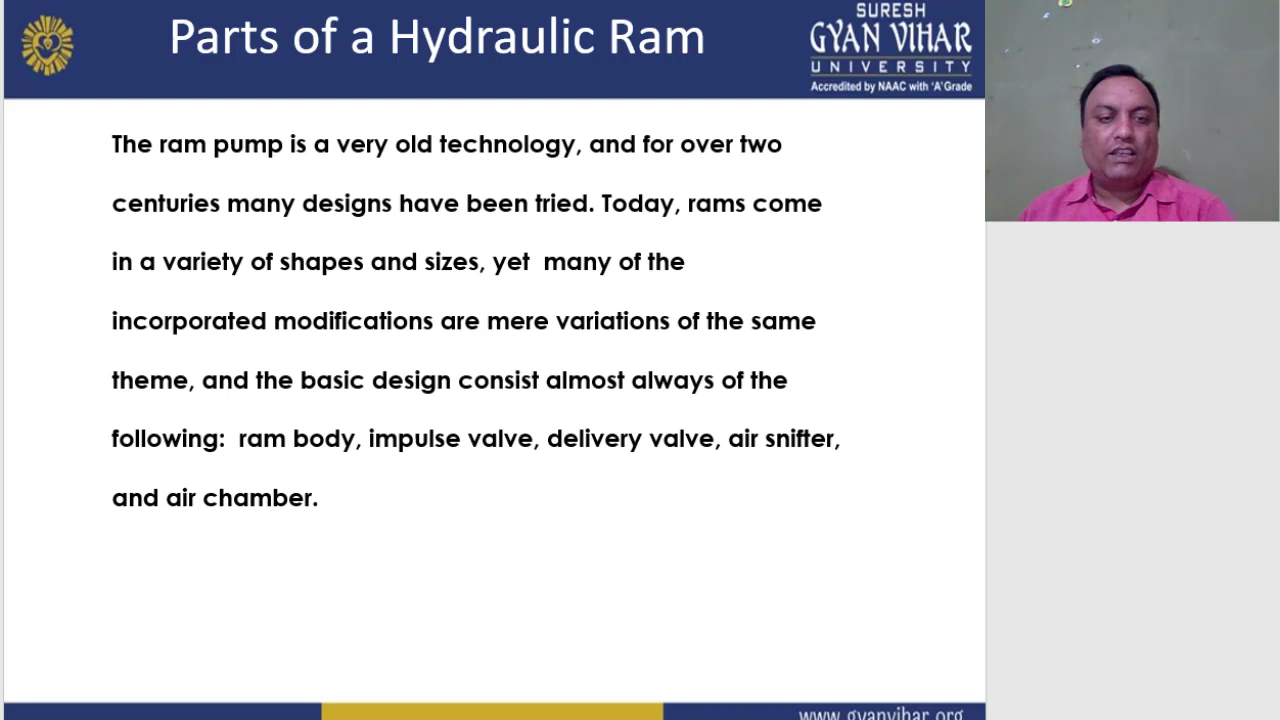 Parts of a Hydraulic Ram
SURESH
GYAN VIHAR
UNIVERSITY
Accredited by NAAC with 'A' Grade
The ram pump is a very old technology, and for over two
centuries many designs have been tried. Today, rams come
in a variety of shapes and sizes, yet  many of the
incorporated modifications are mere variations of the same
theme, and the basic design consist almost always of the
following:  ram body, impulse valve, delivery valve, air snifter,
and air chamber.
www.gyanvihar.org